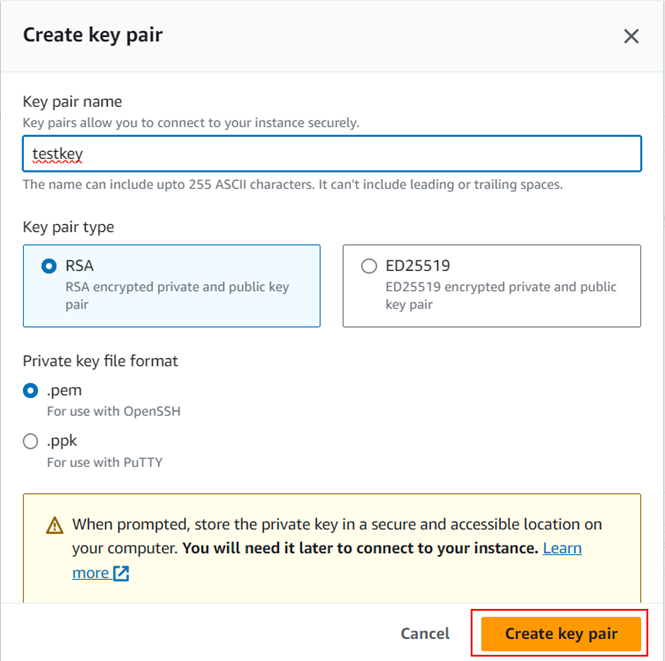 Create key pair
Key pair name
Key pairs allow you to connect to your instance securely.
testkey
The name can include upto 255 ASCII characters. It can't include leading or trailing spaces.
Key pair type
RSA
RSA encrypted private and public key
pair
ED25519
ED25519 encrypted private and public
key pair
Private key file format
.pem
For use with OpenSSH
.ppk
For use with PuTTY
When prompted, store the private key in a secure and accessible location on
your computer. You will need it later to connect to your instance. Learn
more
Cancel
Create key pair